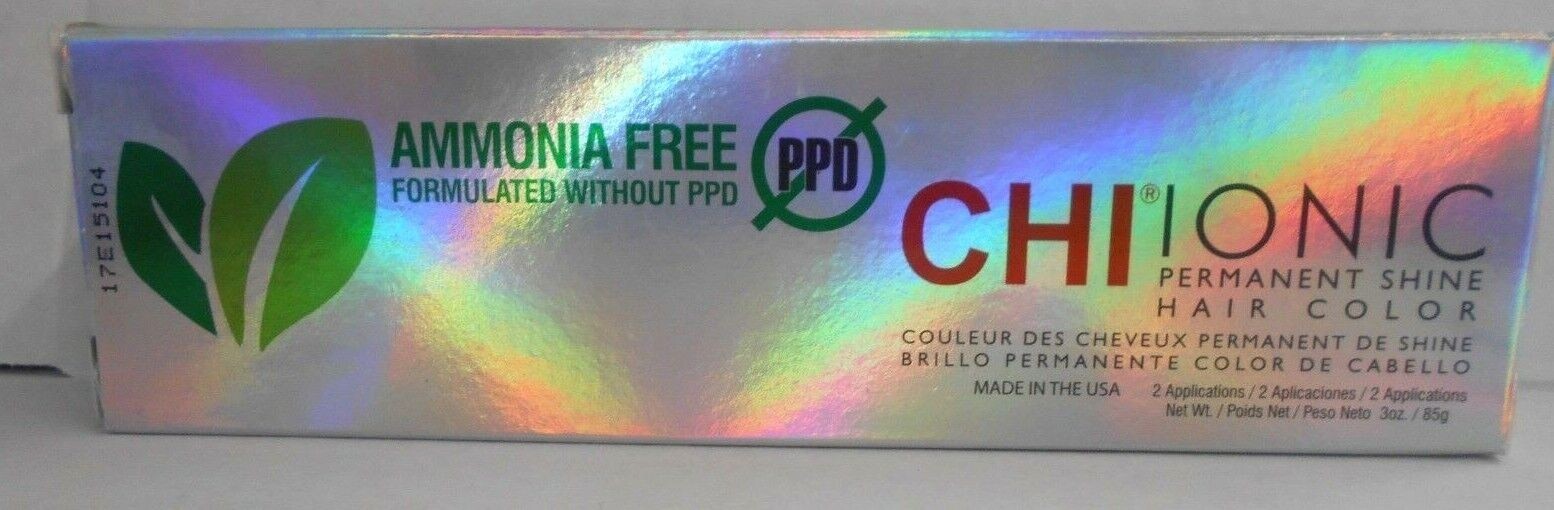 17E15104
AMMONIA FREE
FORMULATED WITHOUT PPD
PPD
CHI® IONIC
PERMANENT SHINE
HAIR COLOR
COULEUR DES CHEVEUX PERMANENT DE SHINE
BRILLO PERMANENTE COLOR DE CABELLO
MADE IN THE USA 2 Applications / 2 Aplicaciones / 2 Applications
Net Wt. / Poids Net / Peso Neto 3oz. / 85g